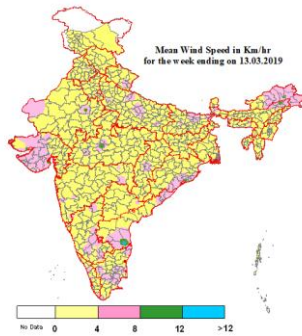 Mean Wind Speed in Km/hr
for the week ending on 13.03.2019
No Data 0 4 8 12 >12